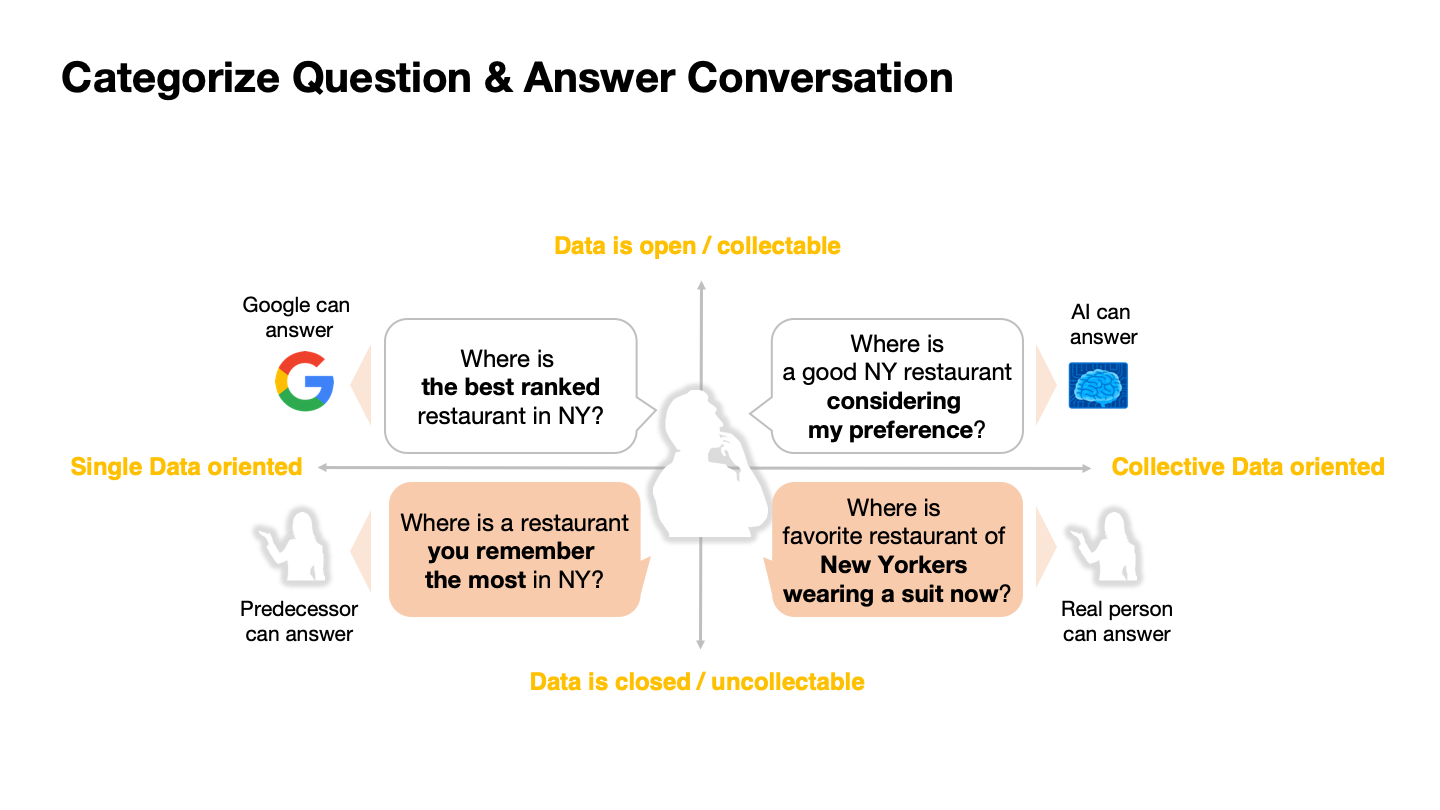 Categorize Question & Answer Conversation
Data is open / collectable
Google can
answer
Where is
the best ranked
restaurant in NY?
Where is
a good NY restaurant
considering
my preference?
AI can
answer
Single Data oriented
Collective Data oriented
Where is a restaurant
you remember
the most in NY?
Where is
favorite restaurant of
New Yorkers
wearing a suit now?
Predecessor
can answer
Real person
can answer
Data is closed / uncollectable